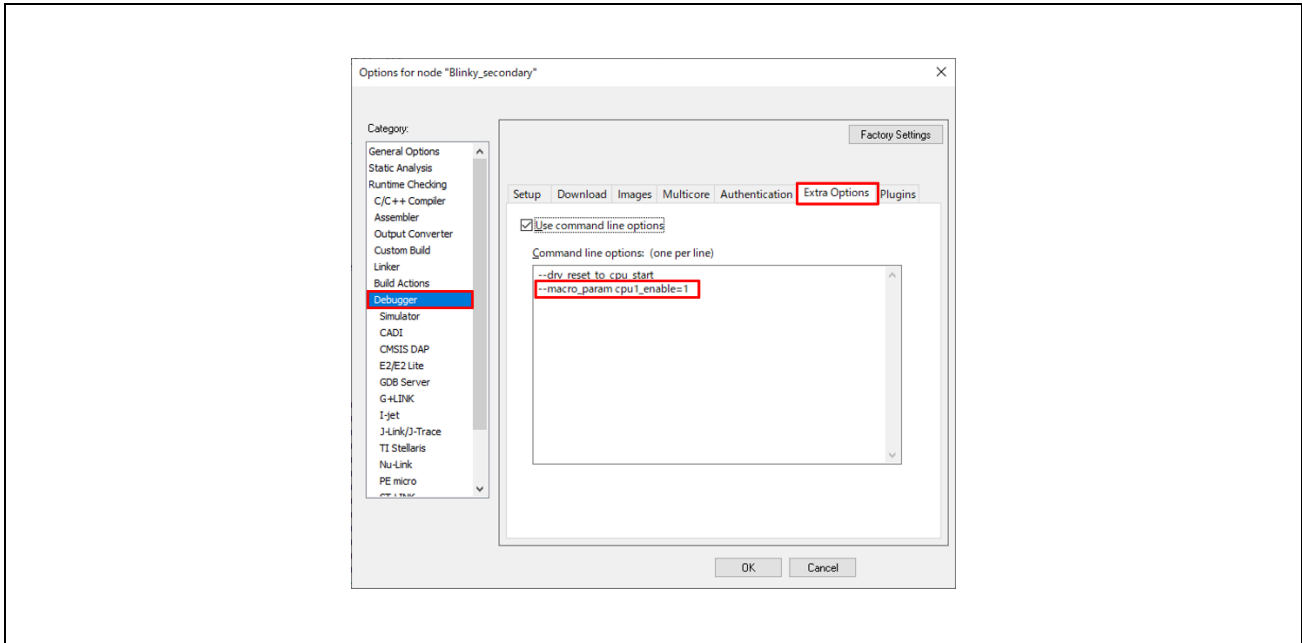 Options for node "Blinky_secondary"
Category:
Factory Settings
General Options
Static Analysis
Runtime Checking
C/C++ Compiler
Assembler
Output Converter
Custom Build
Linker
Build Actions
Debugger
Simulator
CADI
CMSIS DAP
E2/E2 Lite
GDB Server
G+LINK
I-jet
J-Link/J-Trace
TI Stellaris
Nu-Link
PE micro
ST-LINK
Setup Download Images Multicore Authentication Extra Options Plugins
Use command line options
Command line options: (one per line)
--drv_reset_to_cpu_start
--macro_param cpu1_enable=1
OK Cancel